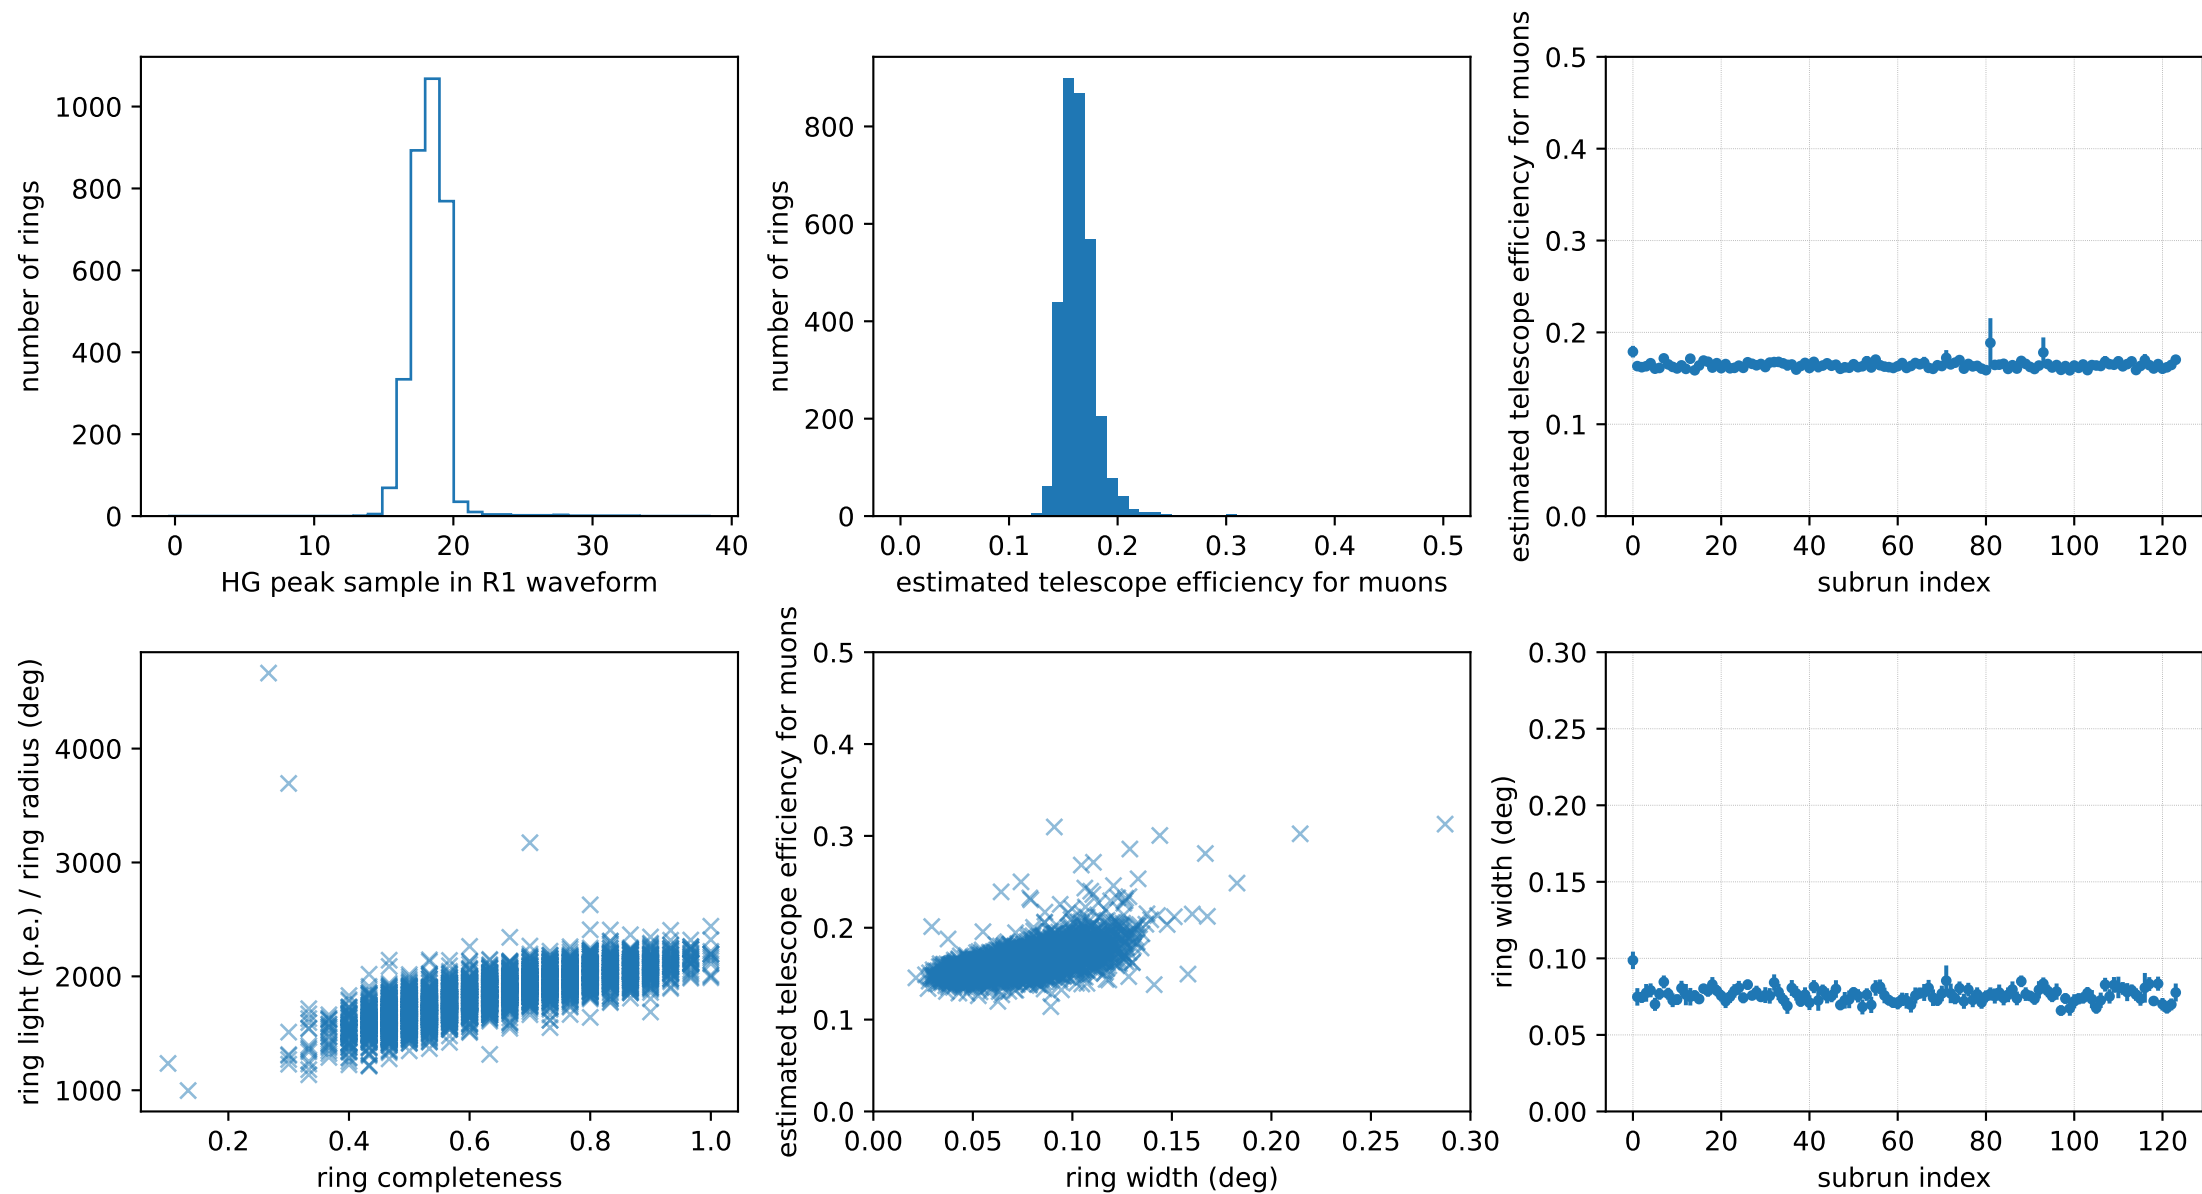 number of rings
1000
800
600
400
200
0
0 10 20 30 40
HG peak sample in R1 waveform
number of rings
800
600
400
200
0
0.0 0.1 0.2 0.3 0.4 0.5
estimated telescope efficiency for muons
estimated telescope efficiency for muons
0.5
0.4
0.3
0.2
0.1
0.0
0 20 40 60 80 100 120
subrun index
ring light (p.e.) / ring radius (deg)
4000
3000
2000
1000
0.2 0.4 0.6 0.8 1.0
ring completeness
estimated telescope efficiency for muons
0.5
0.4
0.3
0.2
0.1
0.0
0.00 0.05 0.10 0.15 0.20 0.25 0.30
ring width (deg)
ring width (deg)
0.30
0.25
0.20
0.15
0.10
0.05
0.00
0 20 40 60 80 100 120
subrun index